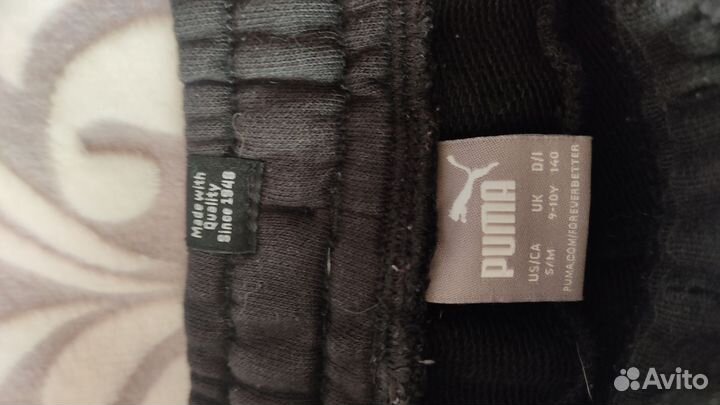 Made with
Quality
Since 1948
PUMA
US/CA UK D/I
S/M 9-10Y 140
PUMA.COM/FOREVERBETTER
Avito